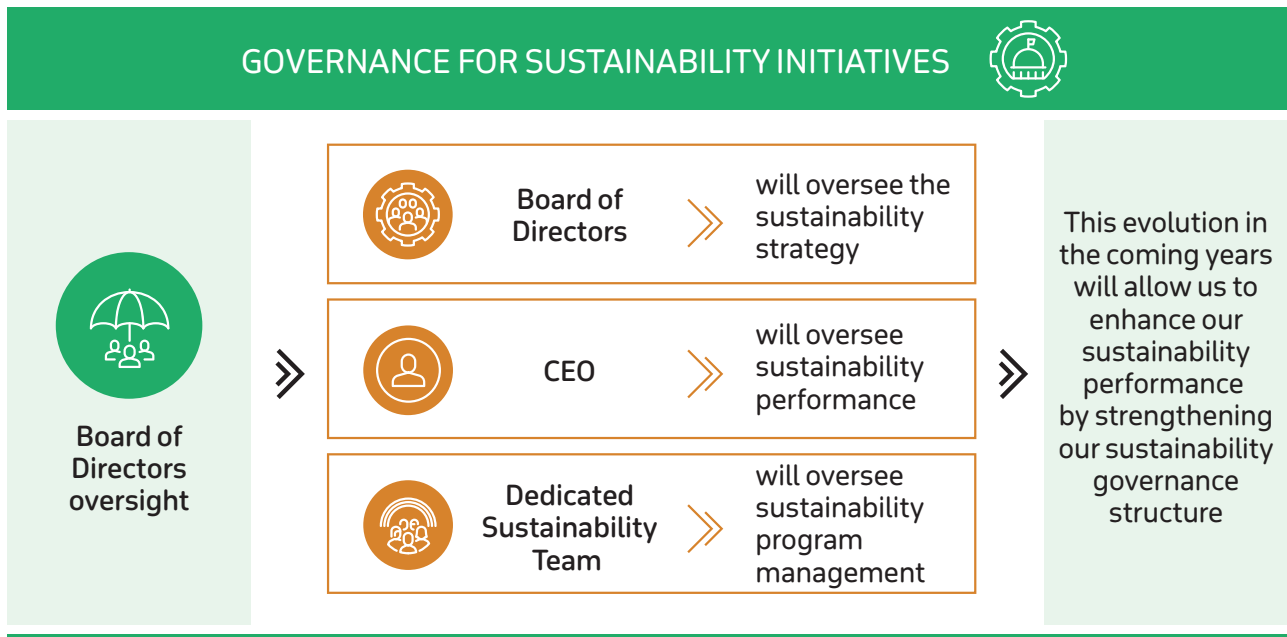 GOVERNANCE FOR SUSTAINABILITY INITIATIVES
Board of
Directors
oversight
Board of
Directors
will oversee the
sustainability
strategy
CEO
will oversee
sustainability
performance
Dedicated
Sustainability
Team
will oversee
sustainability
program
management
This evolution in
the coming years
will allow us to
enhance our
sustainability
performance
by strengthening
our sustainability
governance
structure